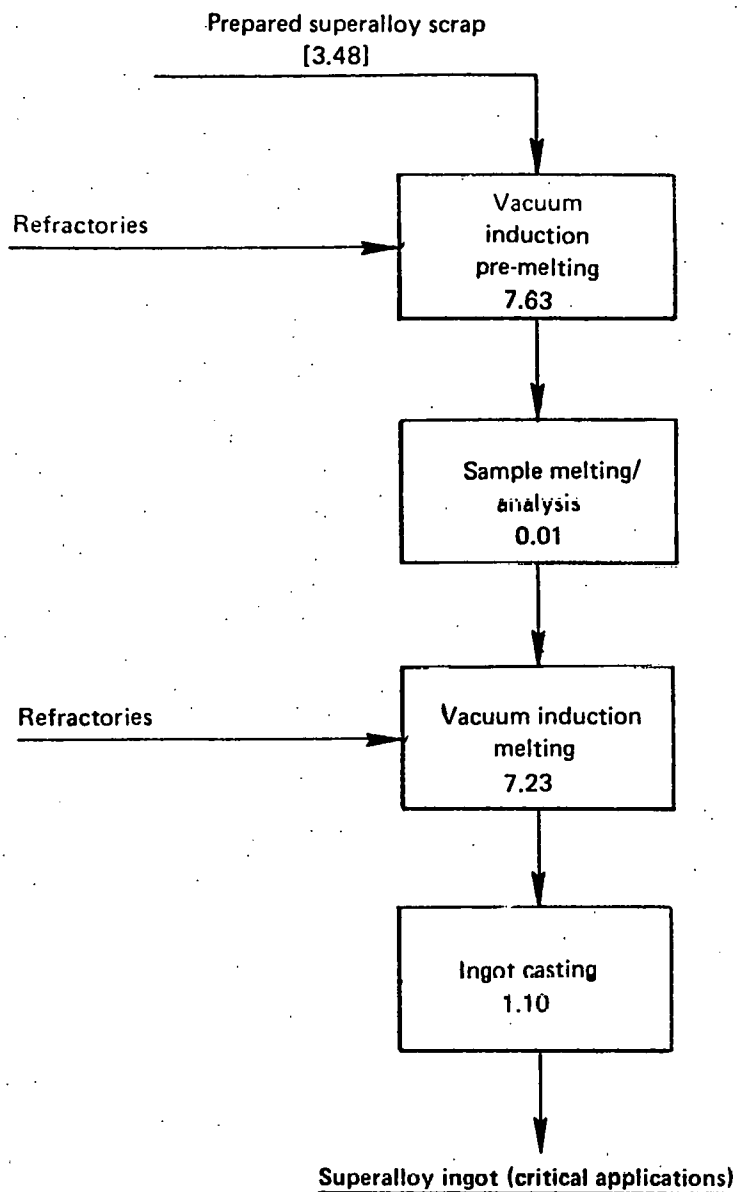 Prepared superalloy scrap
[3.48]
Refractories
Vacuum
induction
pre-melting
7.63
Sample melting/
analysis
0.01
Refractories
Vacuum induction
melting
7.23
Ingot casting
1.10
Superalloy ingot (critical applications)